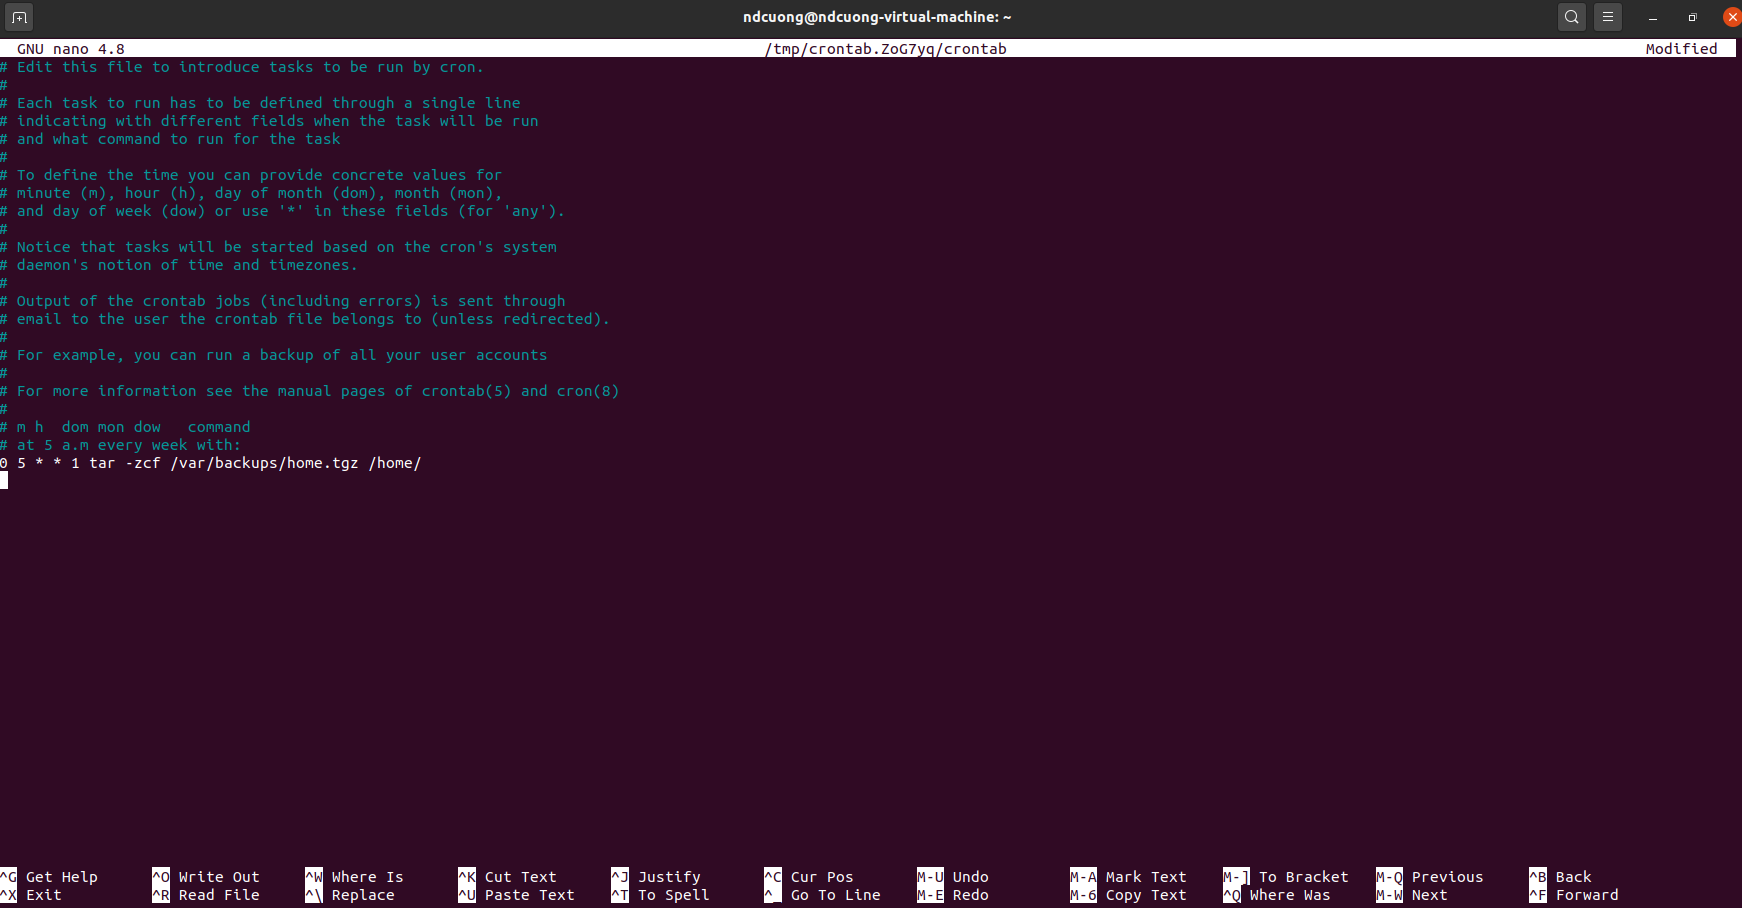 ndcuong@ndcuong-virtual-machine: ~
GNU nano 4.8 /tmp/crontab.ZoG7yq/crontab Modified
# Edit this file to introduce tasks to be run by cron.
#
# Each task to run has to be defined through a single line
# indicating with different fields when the task will be run
# and what command to run for the task
#
# To define the time you can provide concrete values for
# minute (m), hour (h), day of month (dom), month (mon),
# and day of week (dow) or use '*' in these fields (for 'any').
#
# Notice that tasks will be started based on the cron's system
# daemon's notion of time and timezones.
#
# Output of the crontab jobs (including errors) is sent through
# email to the user the crontab file belongs to (unless redirected).
#
# For example, you can run a backup of all your user accounts
#
# For more information see the manual pages of crontab(5) and cron(8)
#
# m h  dom mon dow   command
# at 5 a.m every week with:
0 5 * * 1 tar -zcf /var/backups/home.tgz /home/
^G Get Help ^O Write Out ^W Where Is ^K Cut Text ^J Justify ^C Cur Pos M-U Undo M-A Mark Text M-] To Bracket M-Q Previous ^B Back
^X Exit ^R Read File ^\ Replace ^U Paste Text ^T To Spell ^_ Go To Line M-E Redo M-6 Copy Text ^Q Where Was M-W Next ^F Forward